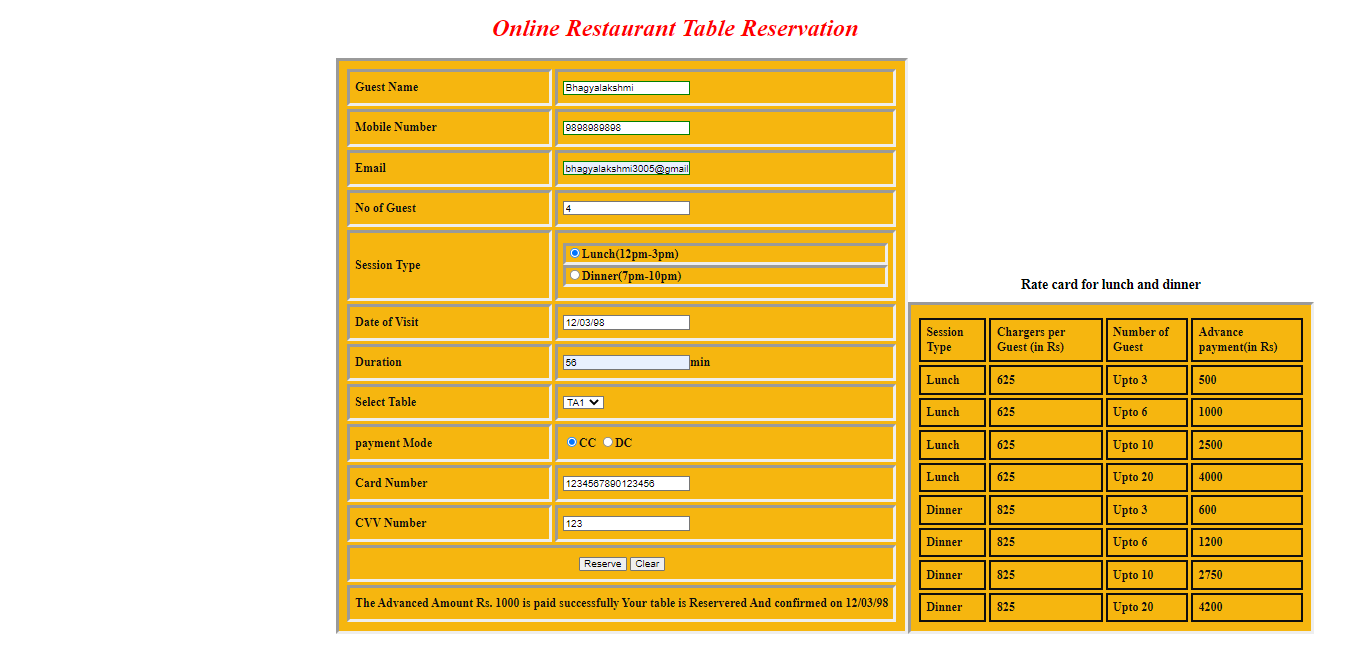 Online Restaurant Table Reservation
Guest Name Bhagyalakshmi
Mobile Number 9898989898
Email bhagyalakshmi3005@gmail
No of Guest 4
Session Type
Lunch(12pm-3pm)
Dinner(7pm-10pm)
Date of Visit 12/03/98
Duration 56 min
Select Table TA1
payment Mode CC DC
Card Number 1234567890123456
CVV Number 123
Reserve Clear
The Advanced Amount Rs. 1000 is paid successfully Your table is Reservered And confirmed on 12/03/98
Rate card for lunch and dinner
Session Type Chargers per Guest (in Rs) Number of Guest Advance payment(in Rs)
Lunch 625 Upto 3 500
Lunch 625 Upto 6 1000
Lunch 625 Upto 10 2500
Lunch 625 Upto 20 4000
Dinner 825 Upto 3 600
Dinner 825 Upto 6 1200
Dinner 825 Upto 10 2750
Dinner 825 Upto 20 4200